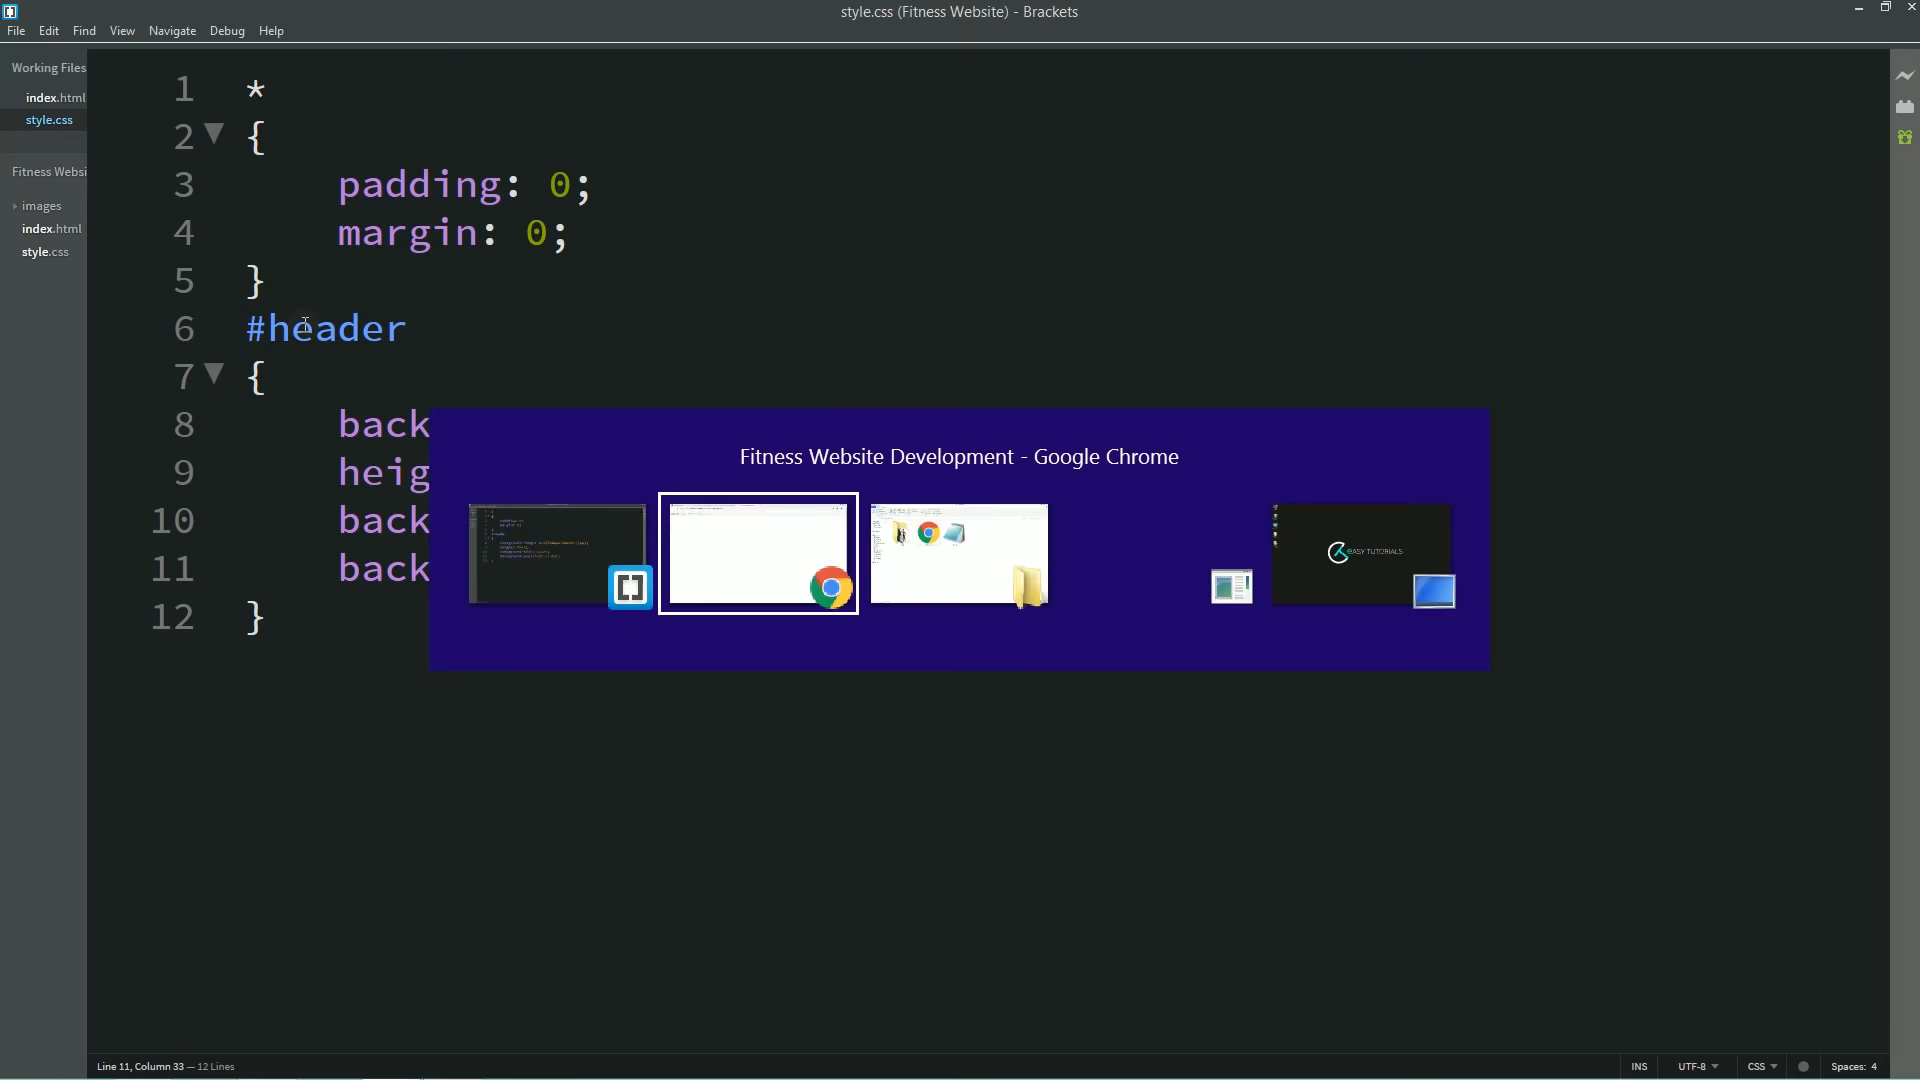 style.css (Fitness Website) - Brackets
File Edit Find View Navigate Debug Help
Working Files
index.html
style.css
Fitness Websi
images
index.html
style.css
1 *
2 {
3 padding: 0;
4 margin: 0;
5 }
6 #header
7 {
8 back
9 heig
10 back
11 back
12 }
Fitness Website Development - Google Chrome
EASY TUTORIALS
Line 11, Column 33 — 12 Lines
INS UTF-8 CSS Spaces: 4